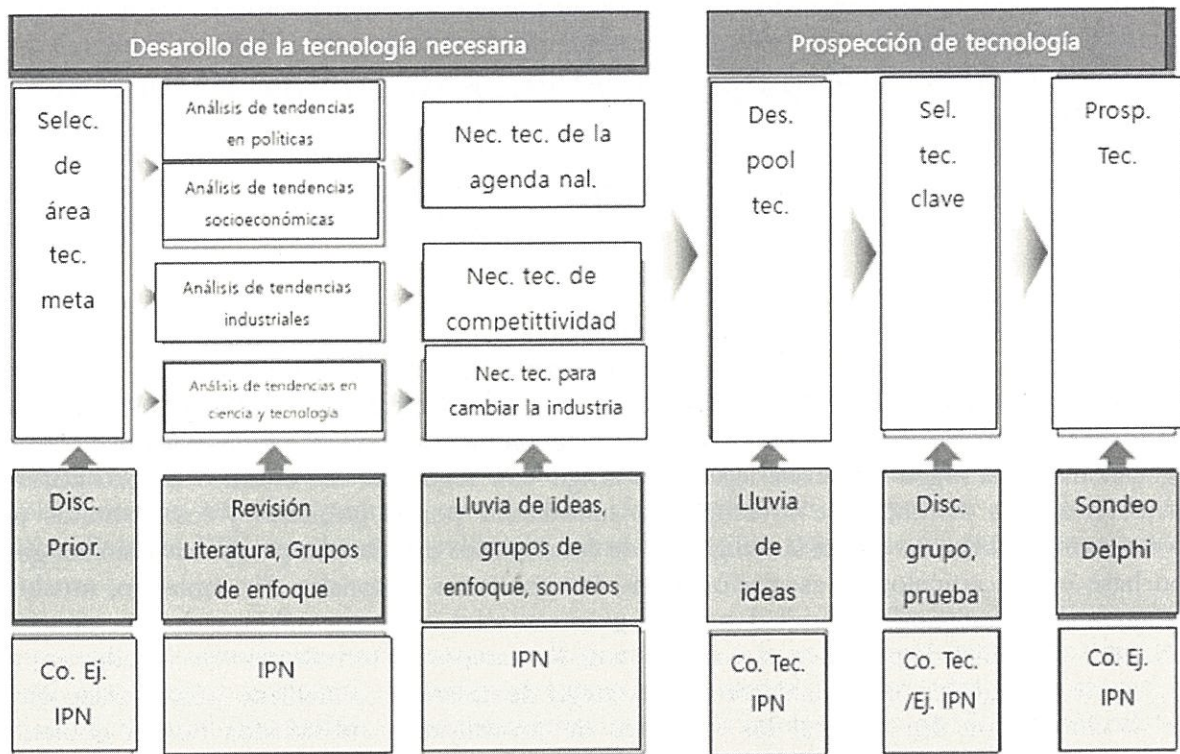 Desarollo de la tecnología necesaria
Prospección de tecnología
Selec.
de
área
tec.
meta
Análisis de tendencias
en políticas
Análisis de tendencias
socioeconómicas
Análisis de tendencias
industriales
Análisis de tendencias en
ciencia y tecnología
Nec. tec. de la
agenda nal.
Nec. tec. de
competittividad
Nec. tec. para
cambiar la industria
Des.
pool
tec.
Sel.
tec.
clave
Prosp.
Tec.
Disc.
Prior.
Revisión
Literatura, Grupos
de enfoque
Lluvia de ideas,
grupos de
enfoque, sondeos
Lluvia
de
ideas
Disc.
grupo,
prueba
Sondeo
Delphi
Co. Ej.
IPN
IPN
IPN
Co. Tec.
IPN
Co. Tec.
/Ej. IPN
Co. Ej.
IPN